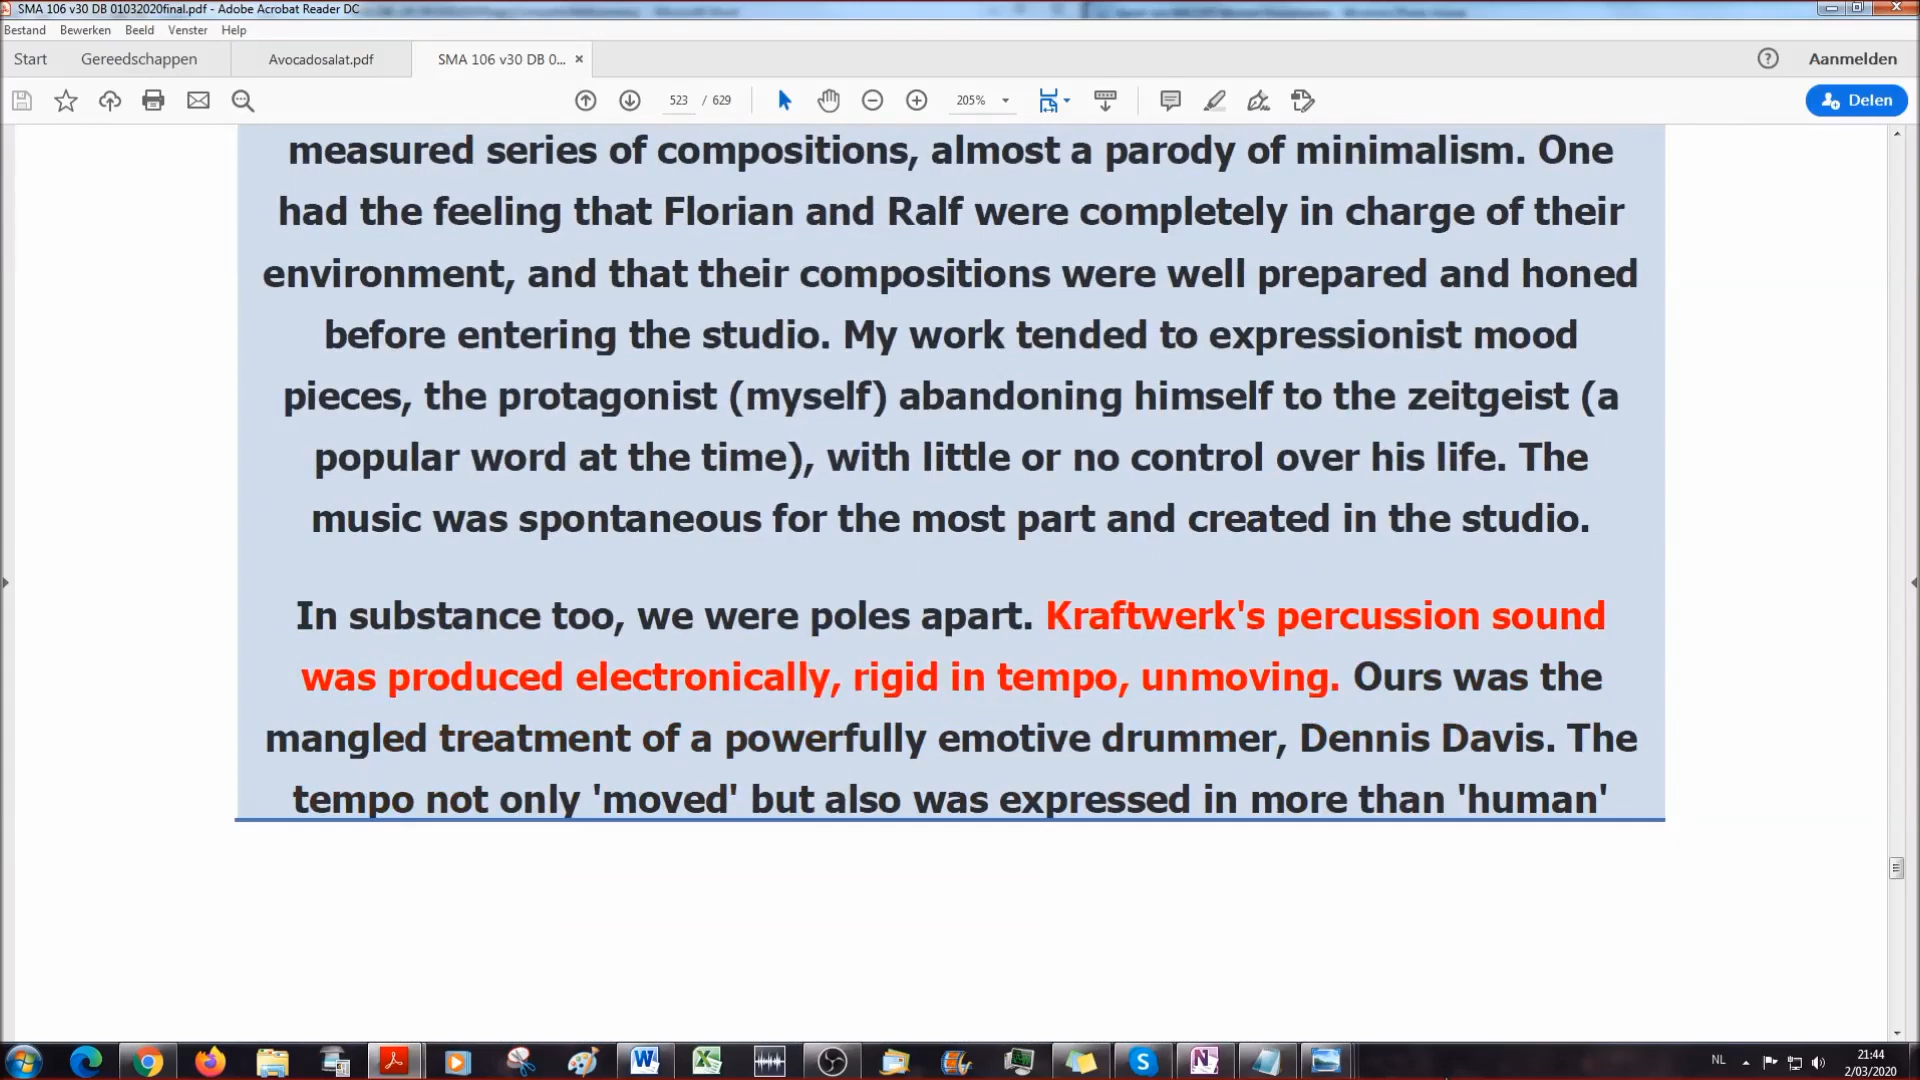 SMA 106 v30 DB 01032020final.pdf - Adobe Acrobat Reader DC
Bestand Bewerken Beeld Venster Help
Start Gereedschappen Avocadosalat.pdf SMA 106 v30 DB 0... Aanmelden
523 / 629 205% Delen
measured series of compositions, almost a parody of minimalism. One
had the feeling that Florian and Ralf were completely in charge of their
environment, and that their compositions were well prepared and honed
before entering the studio. My work tended to expressionist mood
pieces, the protagonist (myself) abandoning himself to the zeitgeist (a
popular word at the time), with little or no control over his life. The
music was spontaneous for the most part and created in the studio.
In substance too, we were poles apart. Kraftwerk's percussion sound
was produced electronically, rigid in tempo, unmoving. Ours was the
mangled treatment of a powerfully emotive drummer, Dennis Davis. The
tempo not only 'moved' but also was expressed in more than 'human'
NL 21:44
2/03/2020